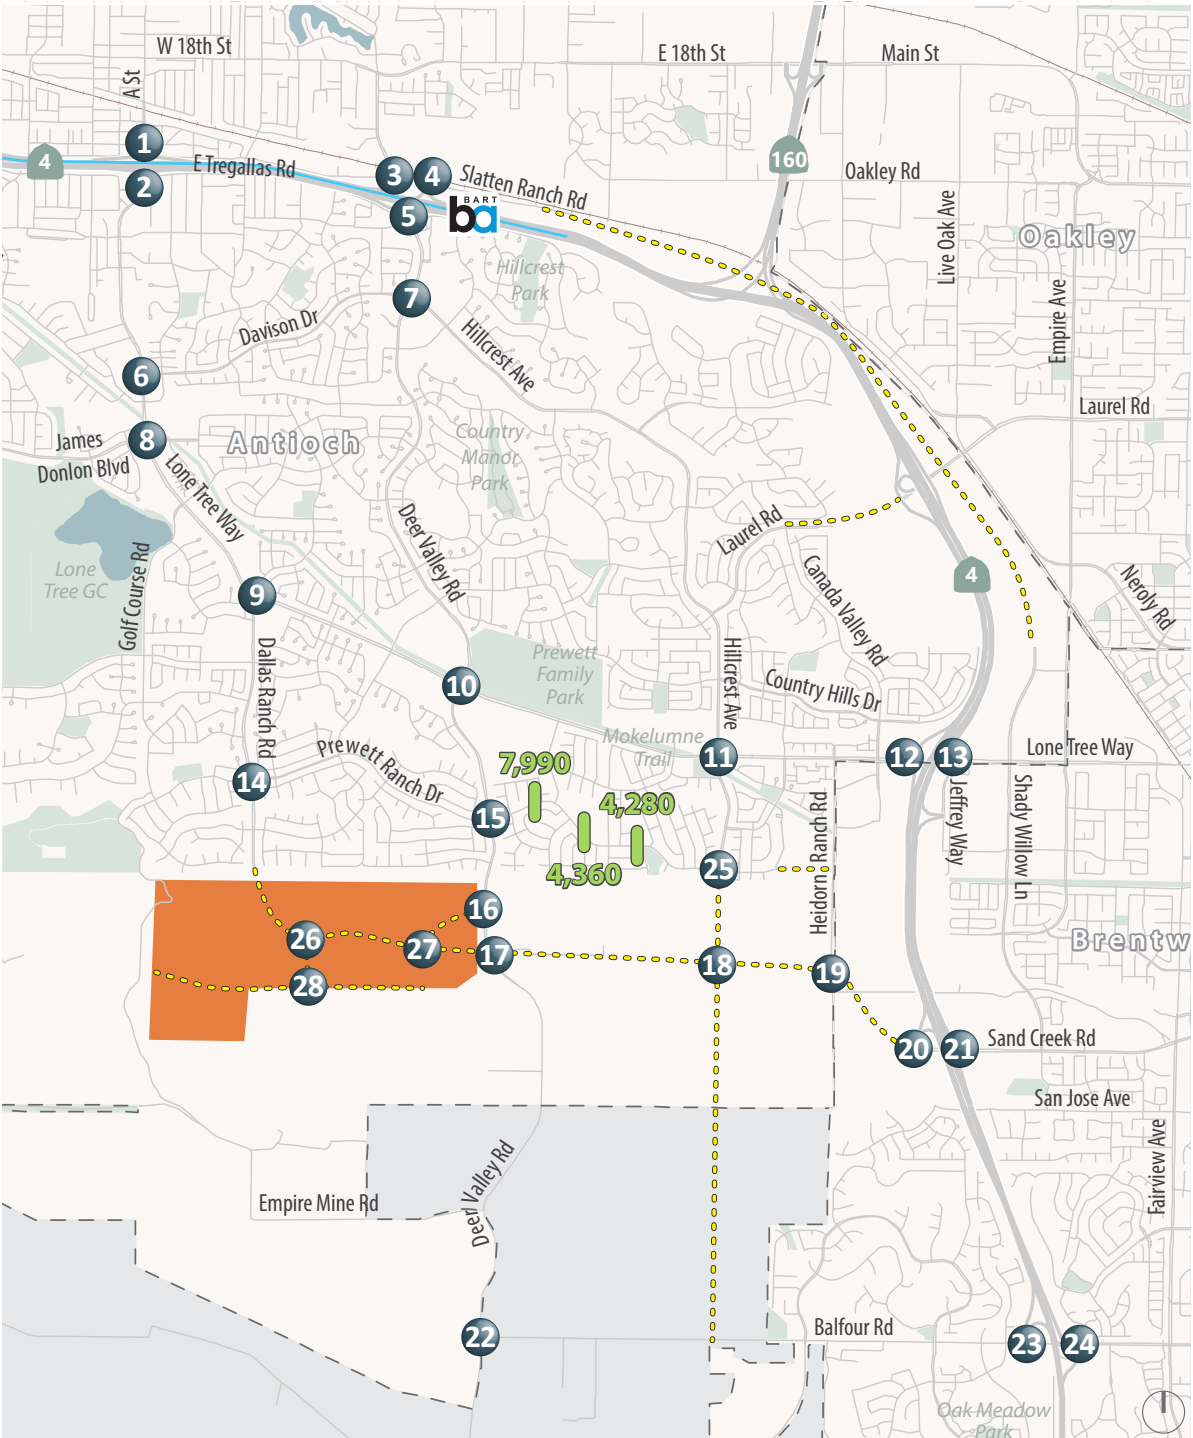 W 18th St
E 18th St
Main St
A St
1
4
E Tregallas Rd
160
Oakley Rd
2
3
4
Slatten Ranch Rd
BART
ba
5
Live Oak Ave
Oakley
Hillcrest
Park
7
Empire Ave
Davison Dr
Hillcrest Ave
6
Laurel Rd
James
Donlon Blvd
8
Antioch
Country
Manor
Park
Lone Tree Way
Deer Valley Rd
Laurel Rd
Lone
Tree GC
Golf Course Rd
9
4
Canada Valley Rd
Neroly Rd
Dallas Ranch Rd
Prewett
Family
Park
10
Hillcrest Ave
Country Hills Dr
Mokelumne
Trail
11
12
13
Lone Tree Way
14
Prewett Ranch Dr
7,990
4,280
15
4,360
Heidorn Ranch Rd
Jeffrey Way
Shady Willow Ln
25
16
26
27
17
18
19
Brentw
28
20
21
Sand Creek Rd
San Jose Ave
Fairview Ave
Empire Mine Rd
Deer Valley Rd
22
Balfour Rd
23
24
Oak Meadow
Park